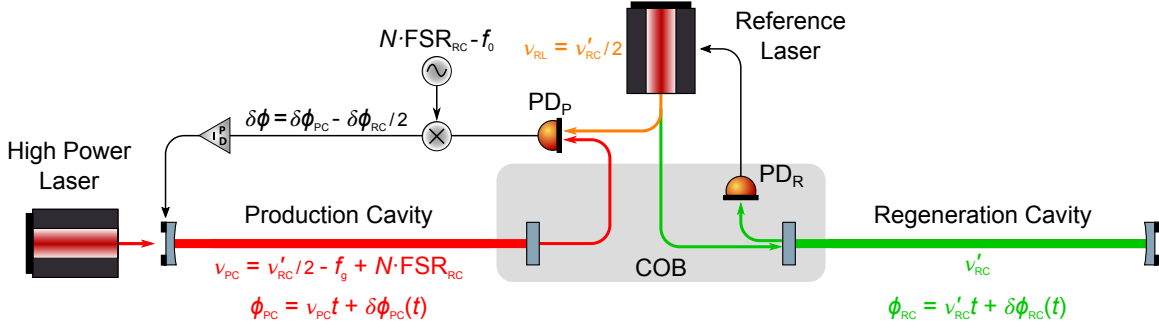 N·FSR_RC - f_0
ν_RL = ν′_RC/2
Reference
Laser
PD_P
δϕ = δϕ_PC - δϕ_RC/2
P
I
D
High Power
Laser
PD_R
Production Cavity
Regeneration Cavity
COB
ν_PC = ν′_RC/2 - f_g + N·FSR_RC
ν′_RC
ϕ_PC = ν_PC t + δϕ_PC(t)
ϕ_RC = ν′_RC t + δϕ_RC(t)